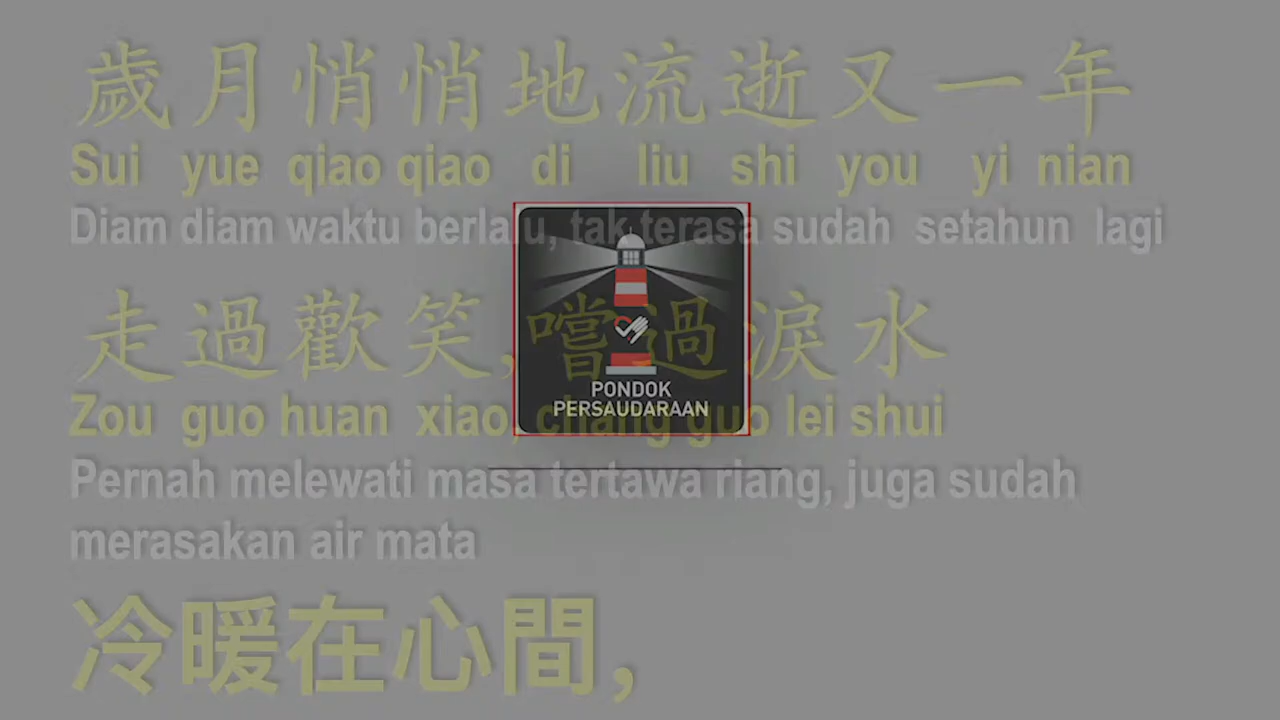 歲月悄悄地流逝又一年
Sui yue qiao qiao di liu shi you yi nian
Diam diam waktu berlalu, tak terasa sudah setahun lagi
走過歡笑,嚐過淚水
Zou guo huan xiao, chang guo lei shui
PONDOK
PERSAUDARAAN
Pernah melewati masa tertawa riang, juga sudah
merasakan air mata
冷暖在心間,